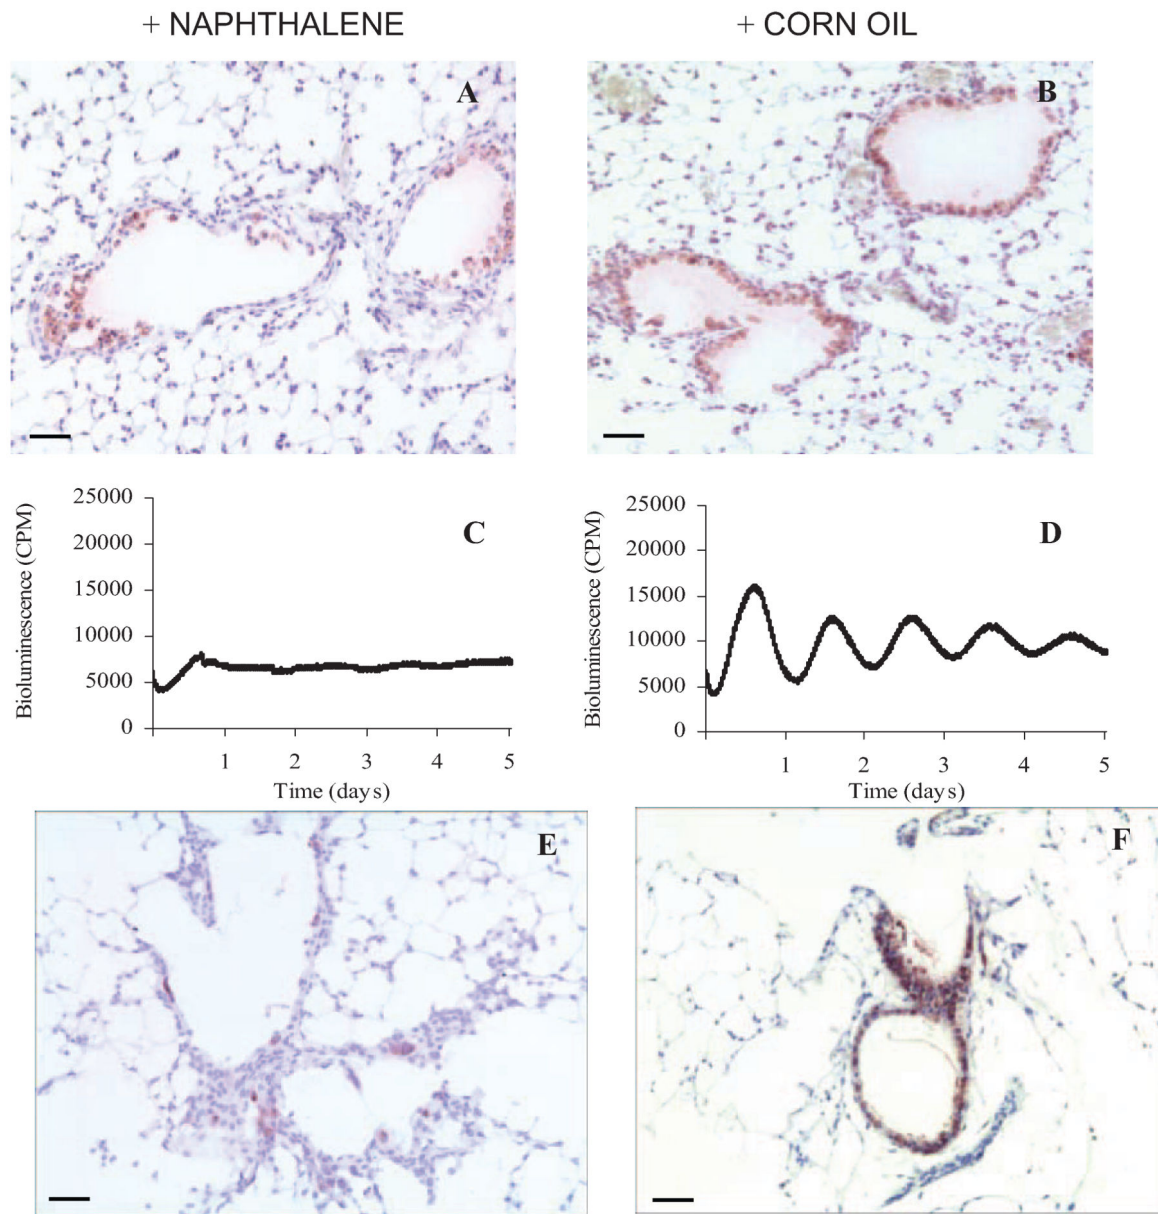 + NAPHTHALENE
+ CORN OIL
A
B
25000
20000
15000
10000
5000
0
Bioluminescence (CPM)
C
1 2 3 4 5
Time (days)
25000
20000
15000
10000
5000
0
Bioluminescence (CPM)
D
1 2 3 4 5
Time (days)
E
F